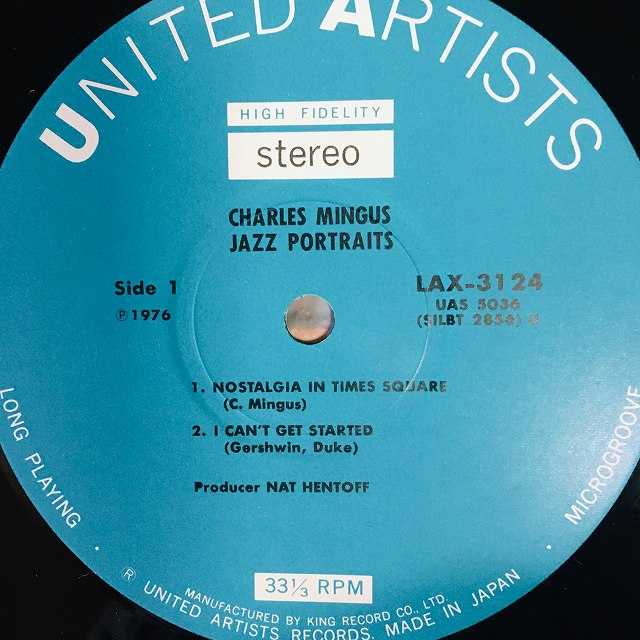 UNITED ARTISTS
HIGH FIDELITY
stereo
CHARLES MINGUS
JAZZ PORTRAITS
Side 1
℗ 1976
LAX-3124
UAS 5036
(SILBT 2856) S
1. NOSTALGIA IN TIMES SQUARE
(C. Mingus)
2. I CAN'T GET STARTED
(Gershwin, Duke)
Producer NAT HENTOFF
LONG PLAYING · MICROGROOVE
33⅓ RPM
MANUFACTURED BY KING RECORD CO., LTD.
® UNITED ARTISTS RECORDS. MADE IN JAPAN